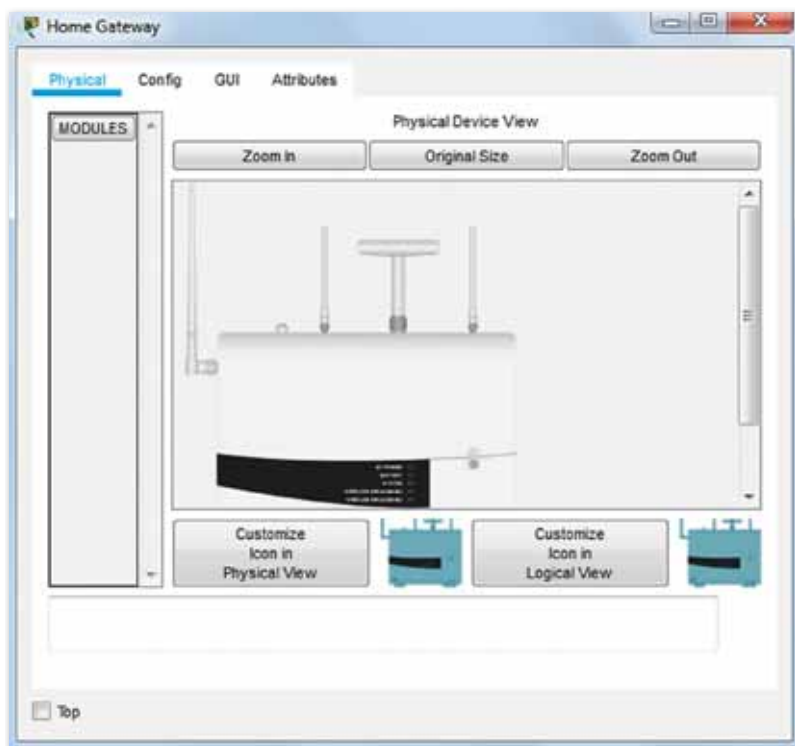 Home Gateway
Physical Config GUI Attributes
MODULES
Physical Device View
Zoom In Original Size Zoom Out
Customize
Icon in
Physical View
Customize
Icon in
Logical View
Top